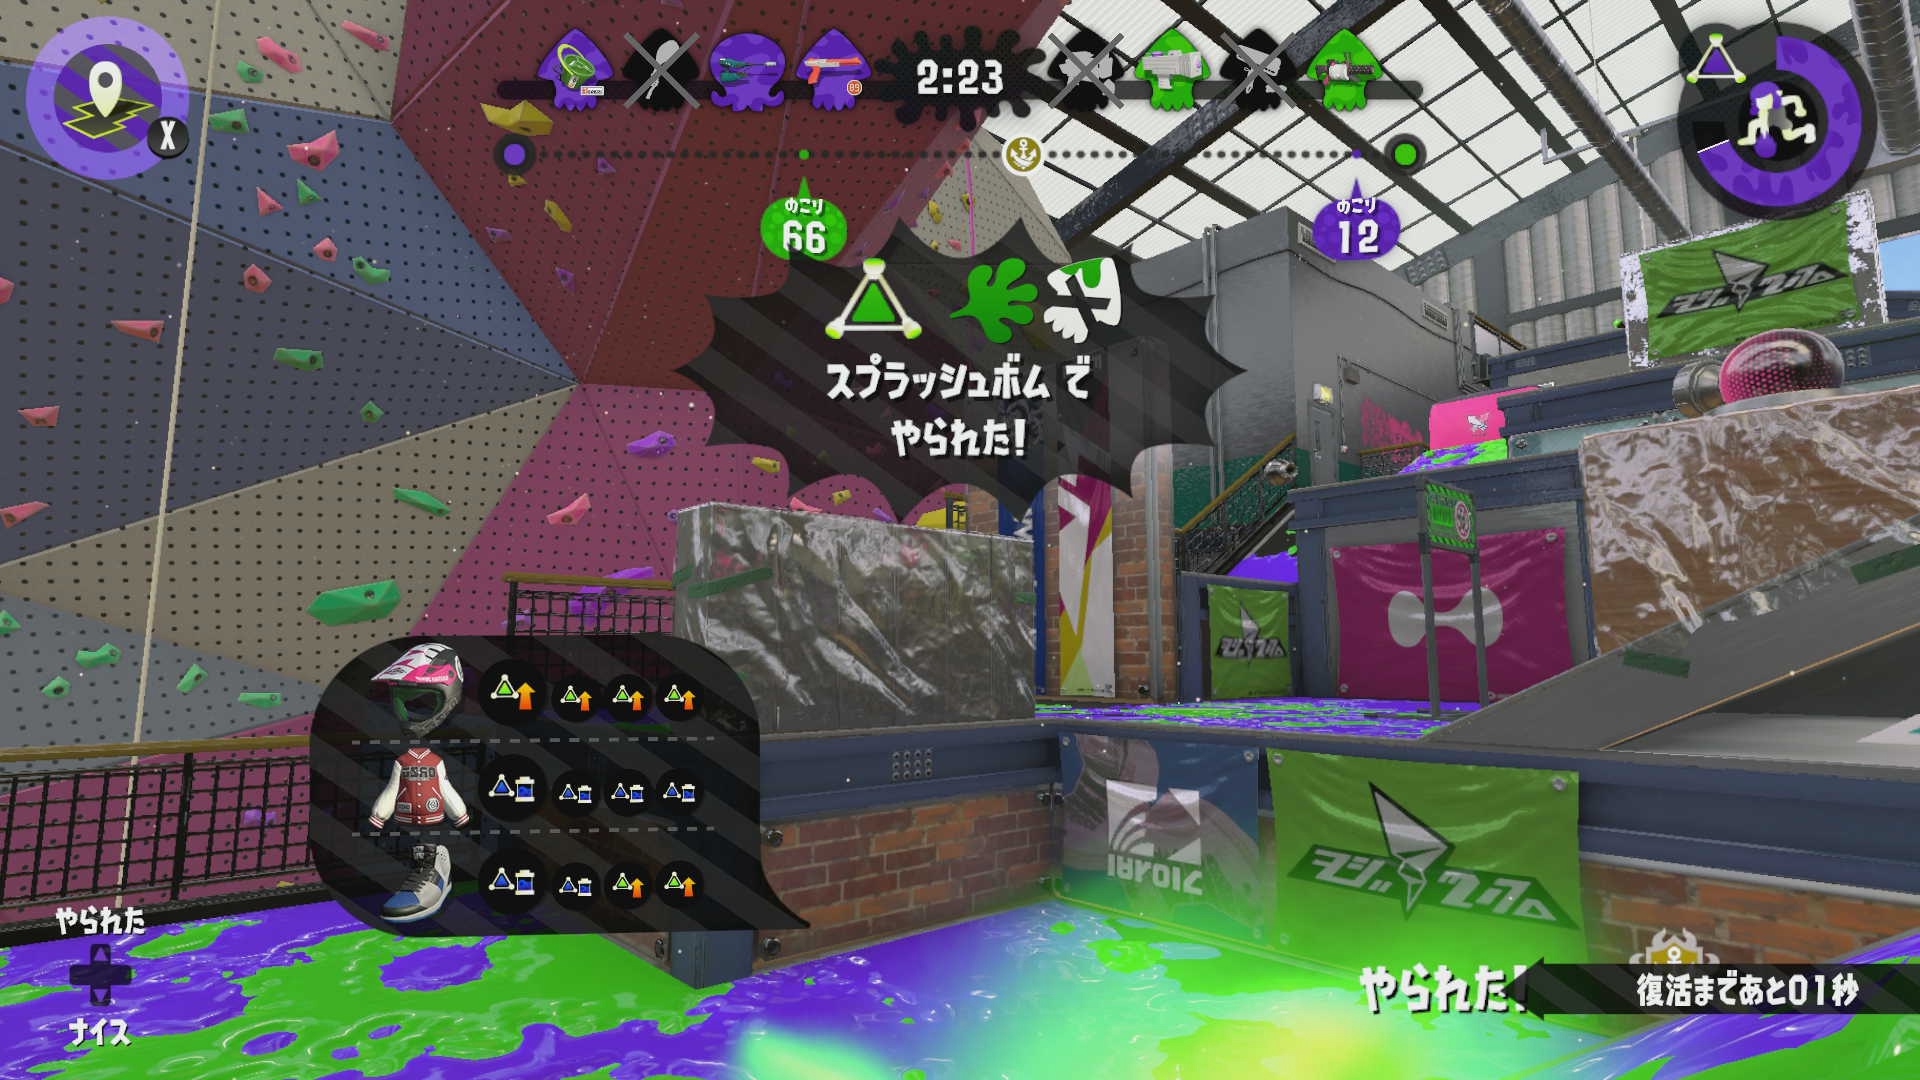 2:23
X
のこり
66
のこり
12
スプラッシュボム で
やられた!
やられた
ナイス
やられた!
復活まであと01秒